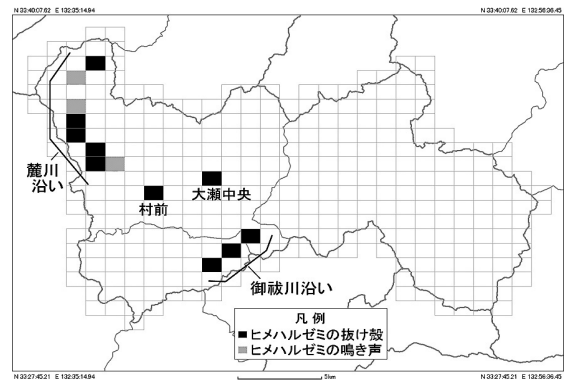 N 33:40:07.62 E 132:35:14.94
N 33:40:07.62 E 132:56:36.45
麓川
沿い
大瀬中央
村前
御祓川沿い
凡 例
ヒメハルゼミの抜け殻
ヒメハルゼミの鳴き声
N 33:27:45.21 E 132:35:14.94
5km
N 33:27:45.21 E 132:56:36.45